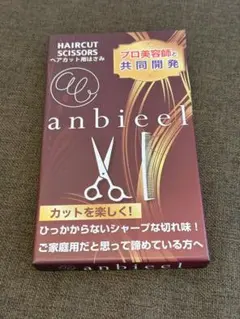 HAIRCUT
SCISSORS
ヘアカット用はさみ
プロ美容師と
共同開発
anbieel
カットを楽しく!
ひっかからないシャープな切れ味!
ご家庭用だと思って諦めている方へ
anbieel